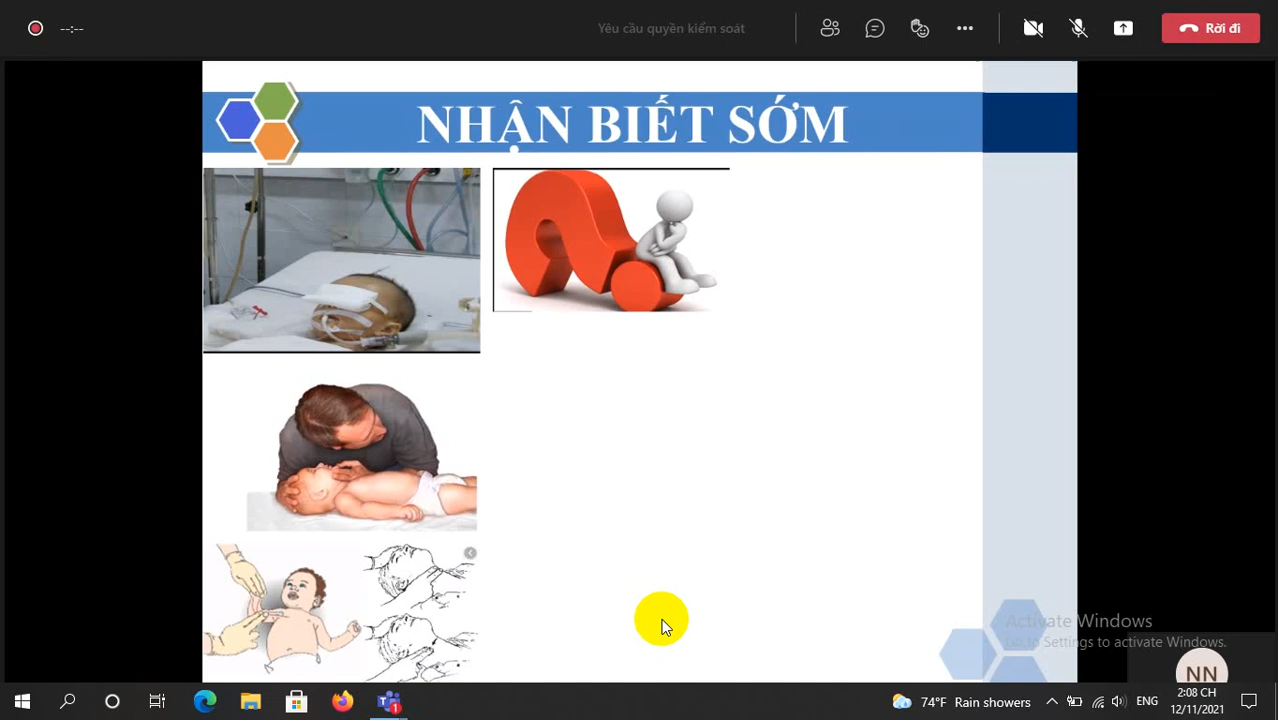 --:--
Yêu cầu quyền kiểm soát
Rời đi
NHẬN BIẾT SỚM
Activate Windows
Go to Settings to activate Windows.
NN
1
74°F Rain showers
ENG
2:08 CH
12/11/2021